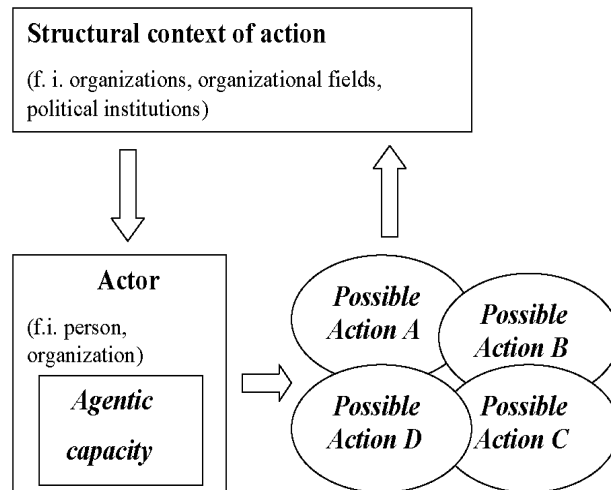 Structural context of action
(f. i. organizations, organizational fields,
political institutions)
Actor
(f.i. person,
organization)
Agentic
capacity
Possible
Action A
Possible
Action B
Possible
Action D
Possible
Action C